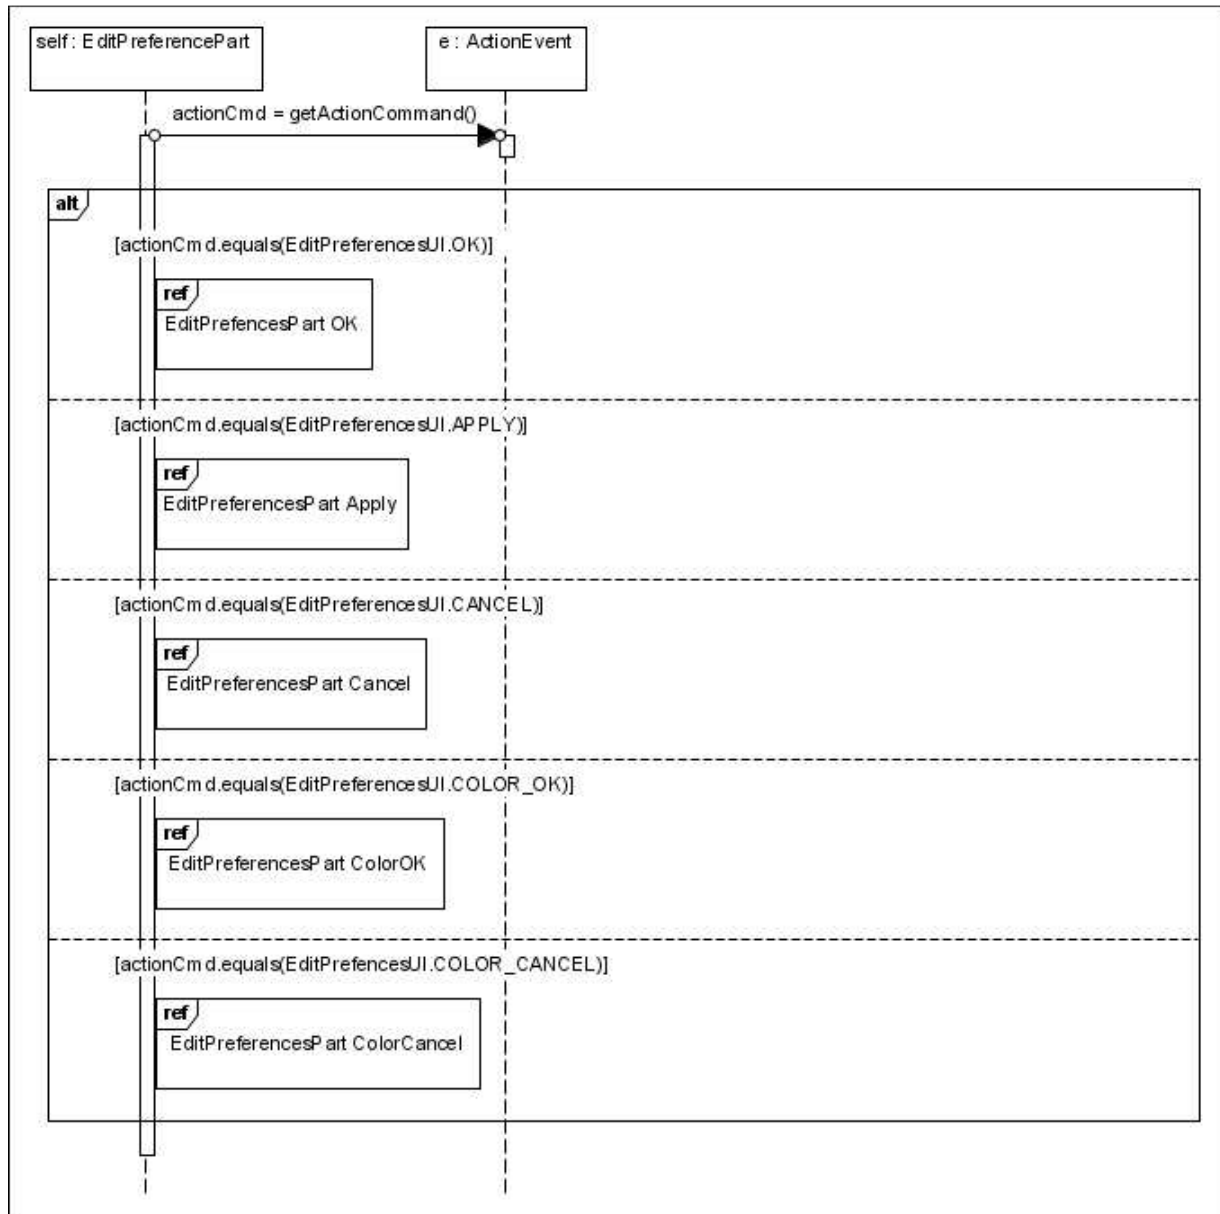 self : EditPreferencePart
e : ActionEvent
actionCmd = getActionCommand()
alt
[actionCmd.equals(EditPreferencesUI.OK)]
ref
EditPrefencesPart OK
[actionCmd.equals(EditPreferencesUI.APPLY)]
ref
EditPreferencesPart Apply
[actionCmd.equals(EditPreferencesUI.CANCEL)]
ref
EditPreferencesPart Cancel
[actionCmd.equals(EditPreferencesUI.COLOR_OK)]
ref
EditPreferencesPart ColorOK
[actionCmd.equals(EditPrefencesUI.COLOR_CANCEL)]
ref
EditPreferencesPart ColorCancel